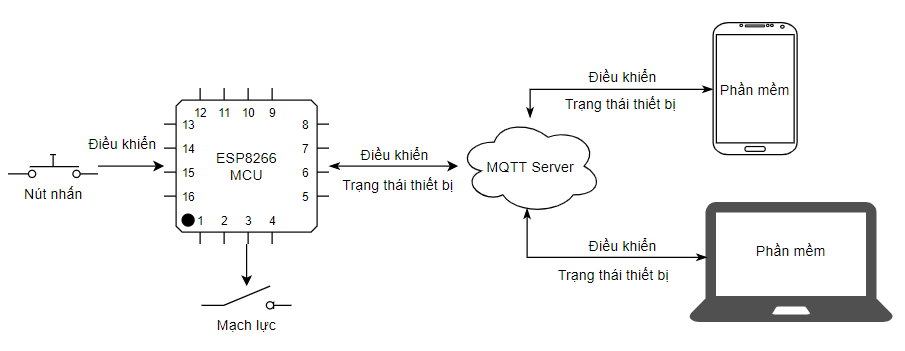 Điều khiển
Nút nhấn
12 11 10 9
13
14
15
16
8
7
6
5
ESP8266
MCU
1 2 3 4
Mạch lực
Điều khiển
Trạng thái thiết bị
MQTT Server
Điều khiển
Trạng thái thiết bị
Phần mềm
Điều khiển
Trạng thái thiết bị
Phần mềm